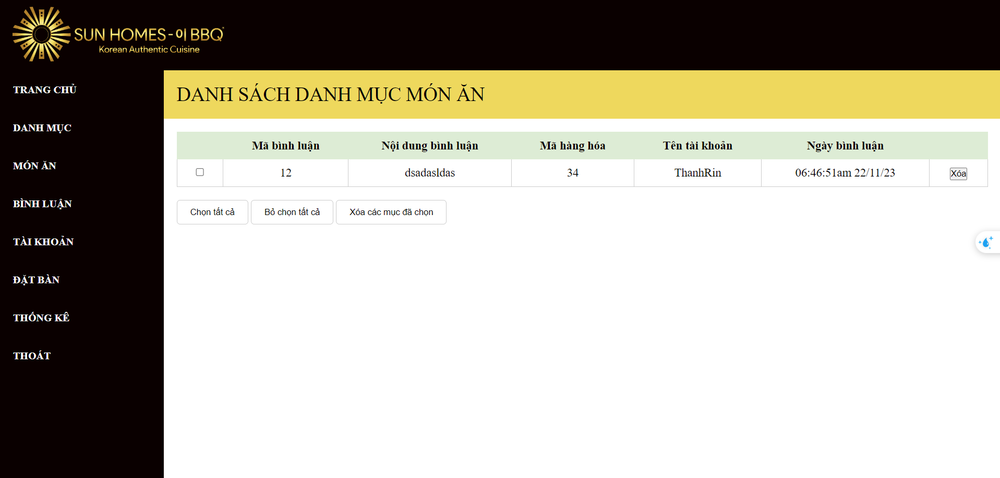 SUN HOMES - 이 BBQ
Korean Authentic Cuisine
TRANG CHỦ
DANH MỤC
MÓN ĂN
BÌNH LUẬN
TÀI KHOẢN
ĐẶT BÀN
THỐNG KÊ
THOÁT
DANH SÁCH DANH MỤC MÓN ĂN
Mã bình luận Nội dung bình luận Mã hàng hóa Tên tài khoản Ngày bình luận
12 dsadasldas 34 ThanhRin 06:46:51am 22/11/23 Xóa
Chọn tất cả Bỏ chọn tất cả Xóa các mục đã chọn